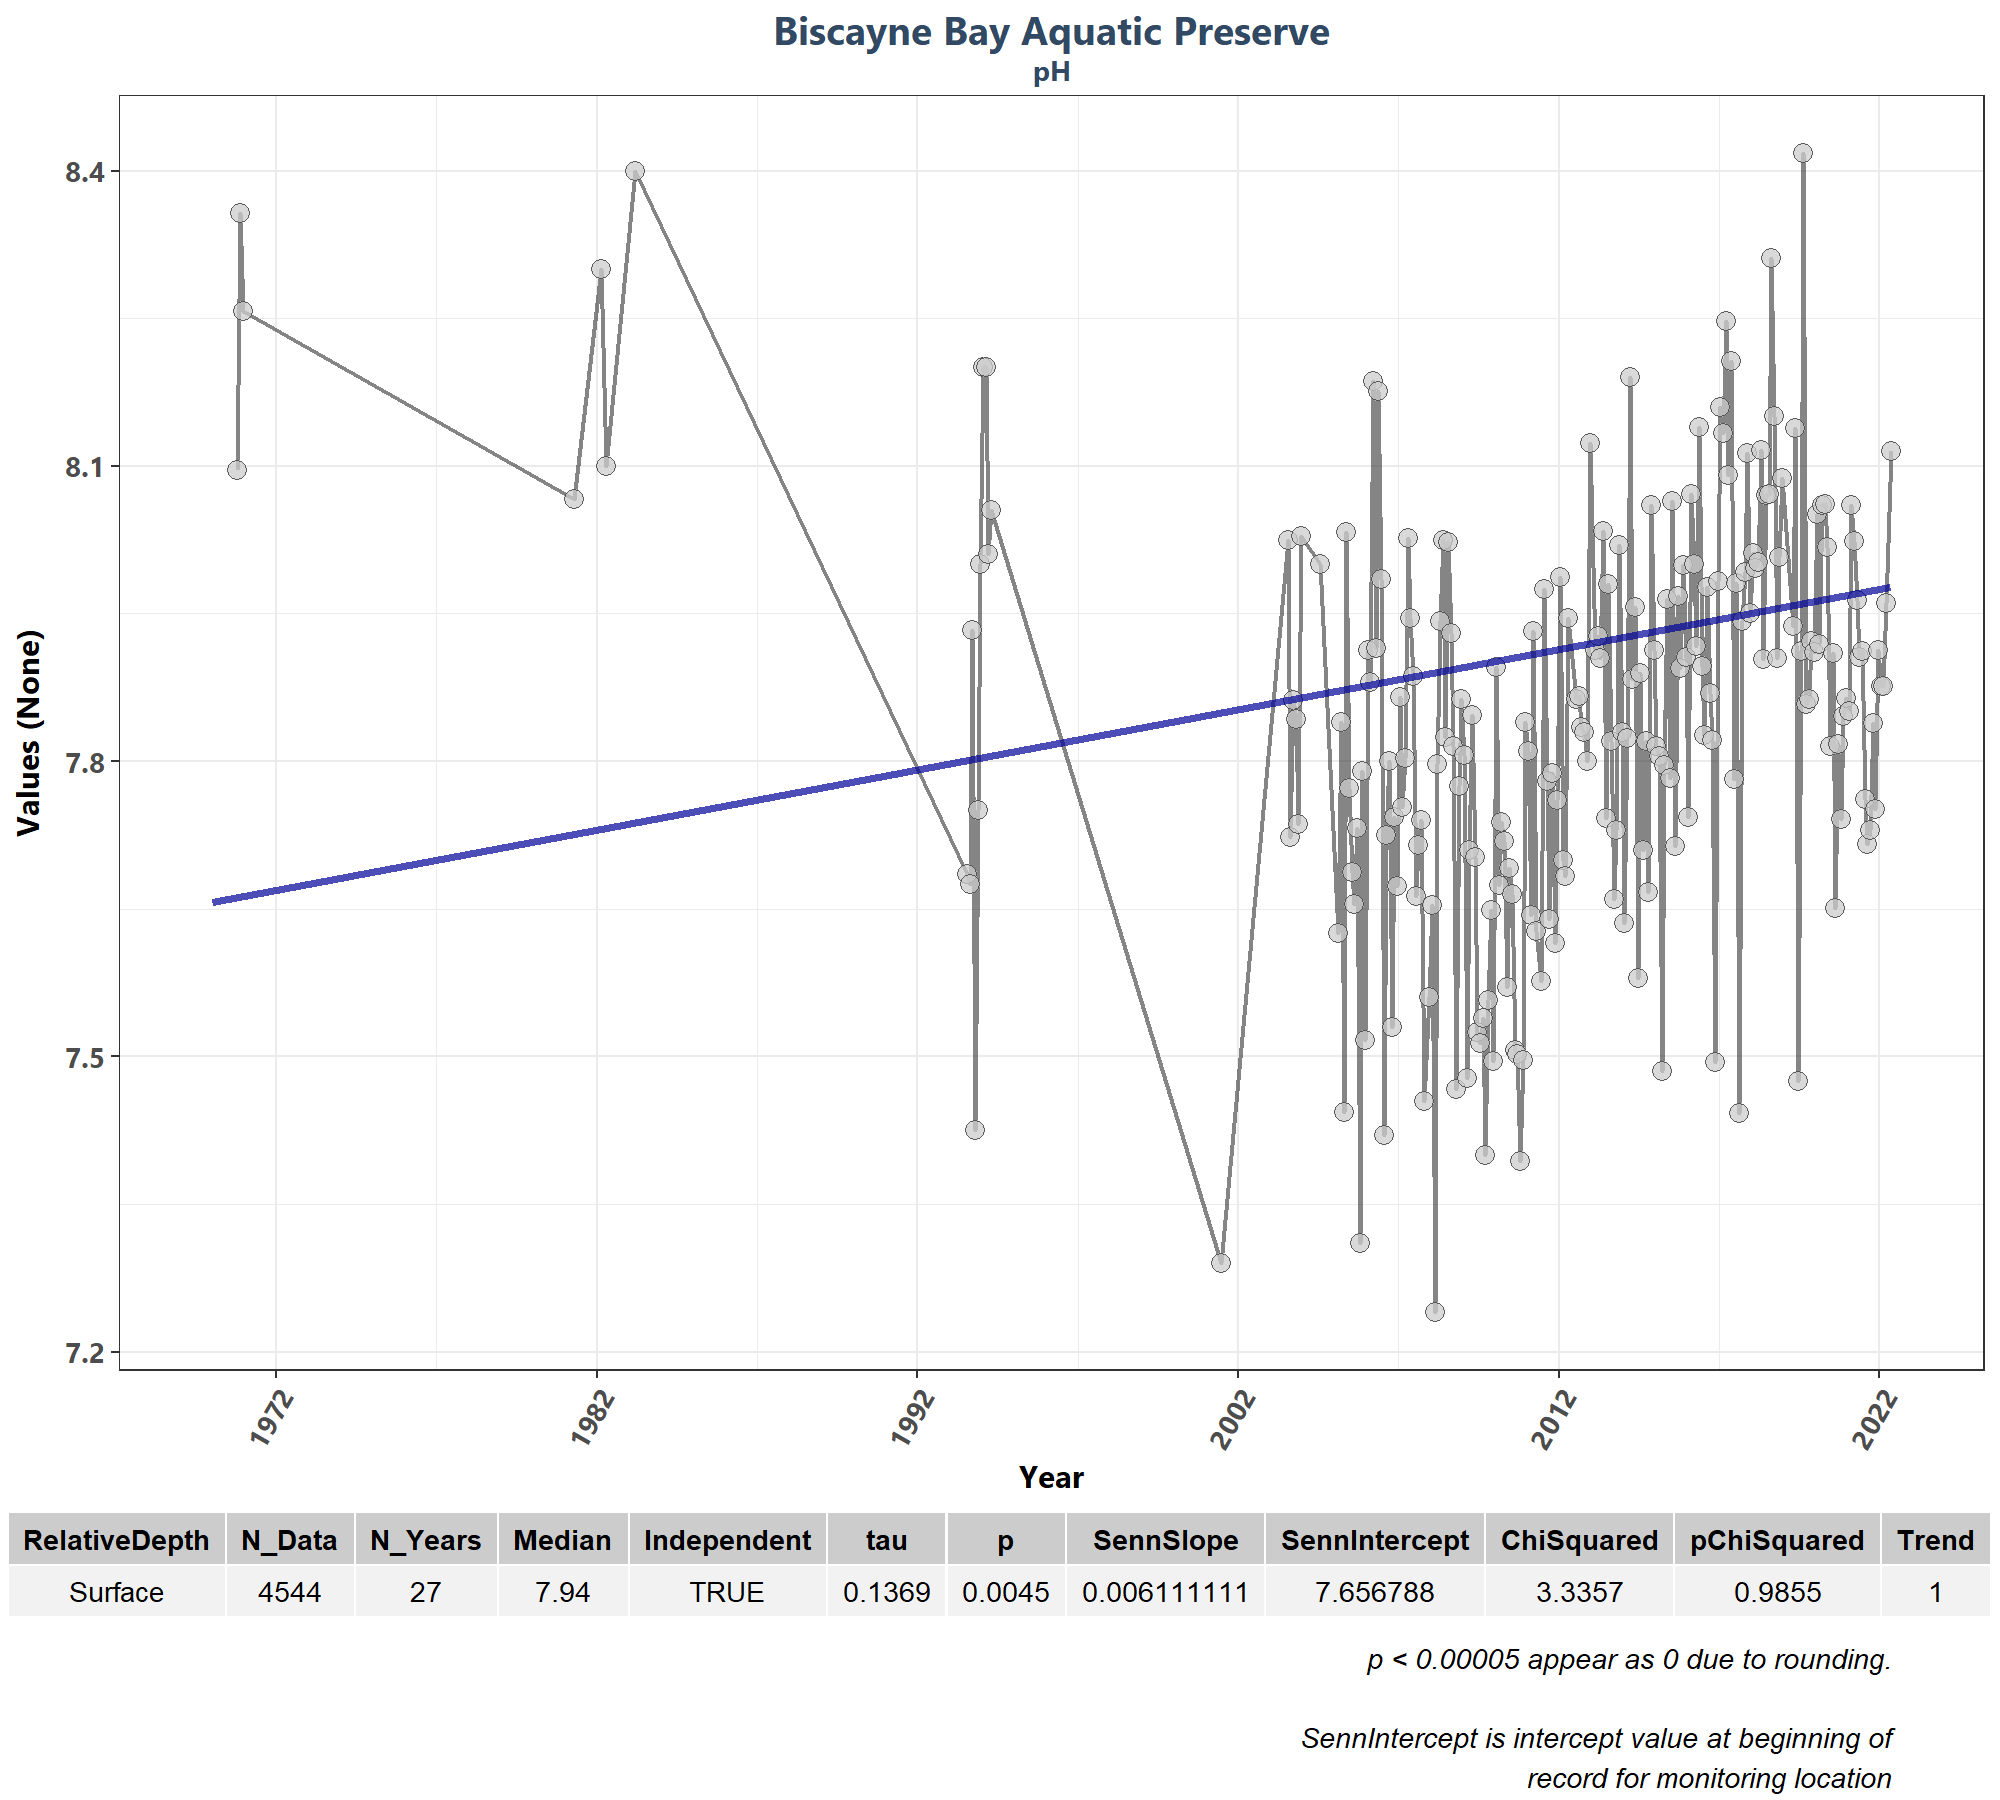 Biscayne Bay Aquatic Preserve
pH
Values (None)
8.4
8.1
7.8
7.5
7.2
1972
1982
1992
2002
2012
2022
Year
RelativeDepth N_Data N_Years Median Independent tau p SennSlope SennIntercept ChiSquared pChiSquared Trend
Surface 4544 27 7.94 TRUE 0.1369 0.0045 0.006111111 7.656788 3.3357 0.9855 1
p < 0.00005 appear as 0 due to rounding.
SennIntercept is intercept value at beginning of
record for monitoring location